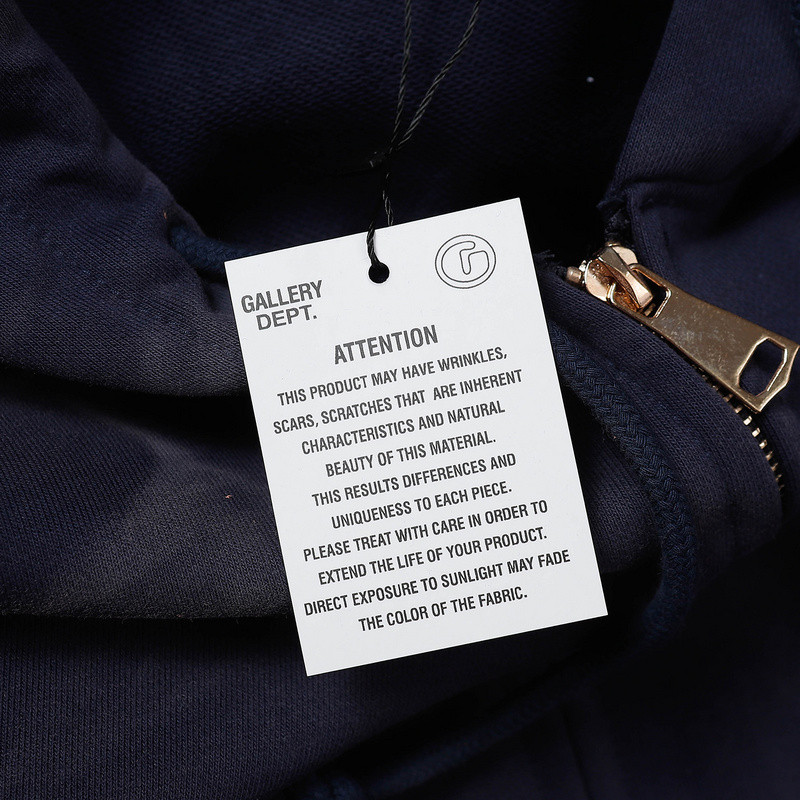 GALLERY
DEPT.
ATTENTION
THIS PRODUCT MAY HAVE WRINKLES,
SCARS, SCRATCHES THAT ARE INHERENT
CHARACTERISTICS AND NATURAL
BEAUTY OF THIS MATERIAL.
THIS RESULTS DIFFERENCES AND
UNIQUENESS TO EACH PIECE.
PLEASE TREAT WITH CARE IN ORDER TO
EXTEND THE LIFE OF YOUR PRODUCT.
DIRECT EXPOSURE TO SUNLIGHT MAY FADE
THE COLOR OF THE FABRIC.